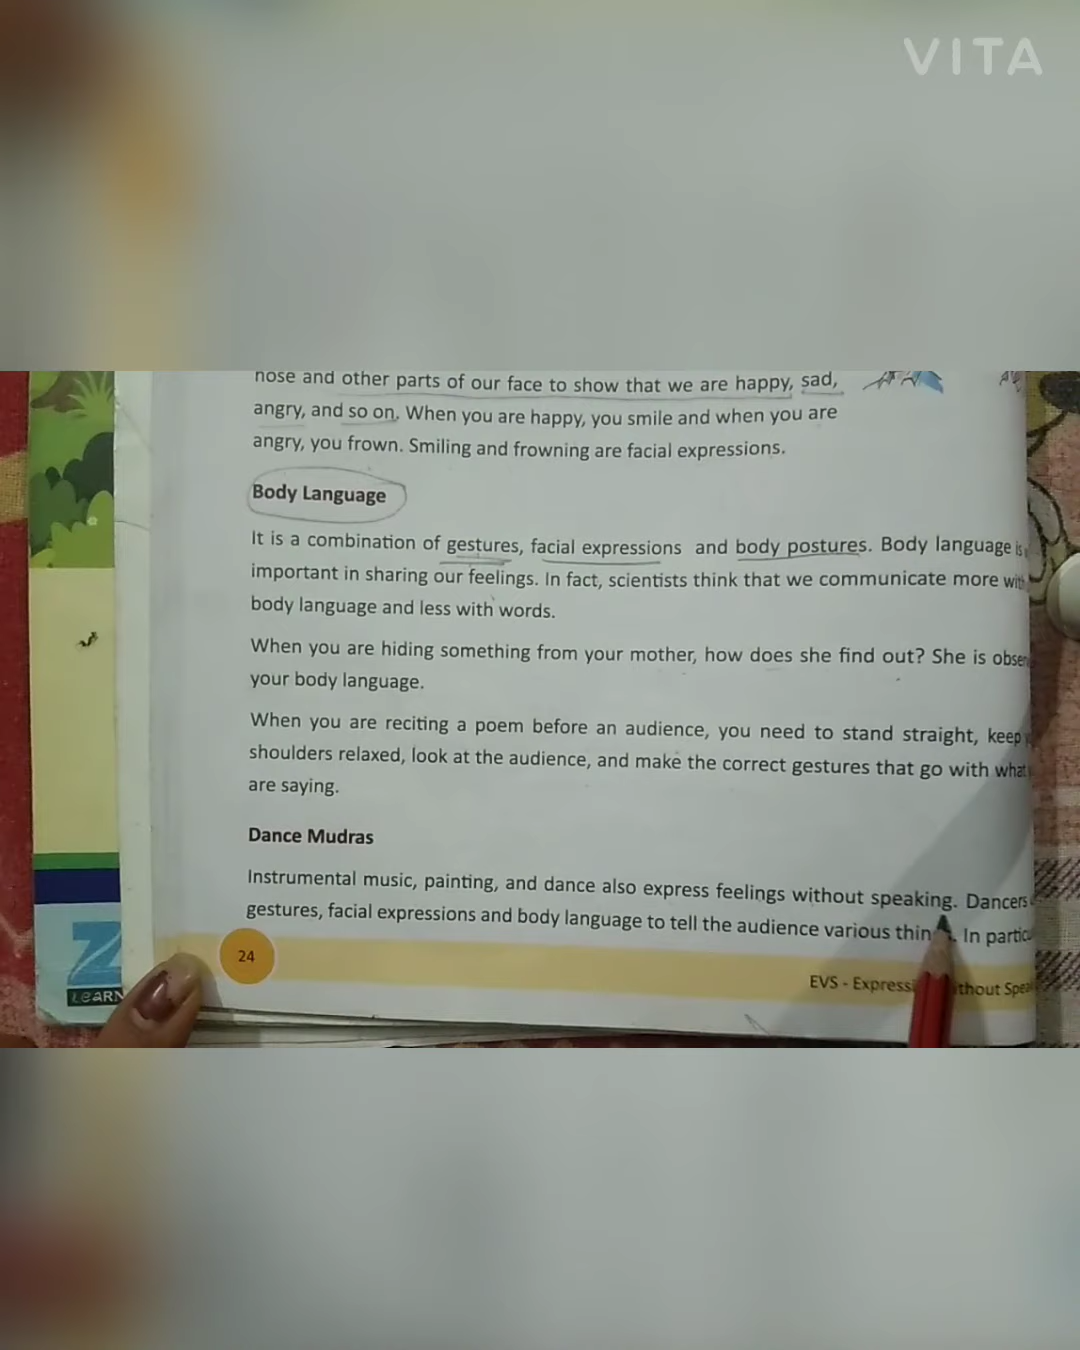 VITA
nose and other parts of our face to show that we are happy, sad,
angry, and so on. When you are happy, you smile and when you are
angry, you frown. Smiling and frowning are facial expressions.
Body Language
It is a combination of gestures, facial expressions and body postures. Body language is
important in sharing our feelings. In fact, scientists think that we communicate more
body language and less with words.
When you are hiding something from your mother, how does she find out? She is
your body language.
When you are reciting a poem before an audience, you need to stand straight, keep
shoulders relaxed, look at the audience, and make the correct gestures that go with what
are saying.
Dance Mudras
Instrumental music, painting, and dance also express feelings without speaking. Dancers
gestures, facial expressions and body language to tell the audience various In
24
EVS -
LEARN